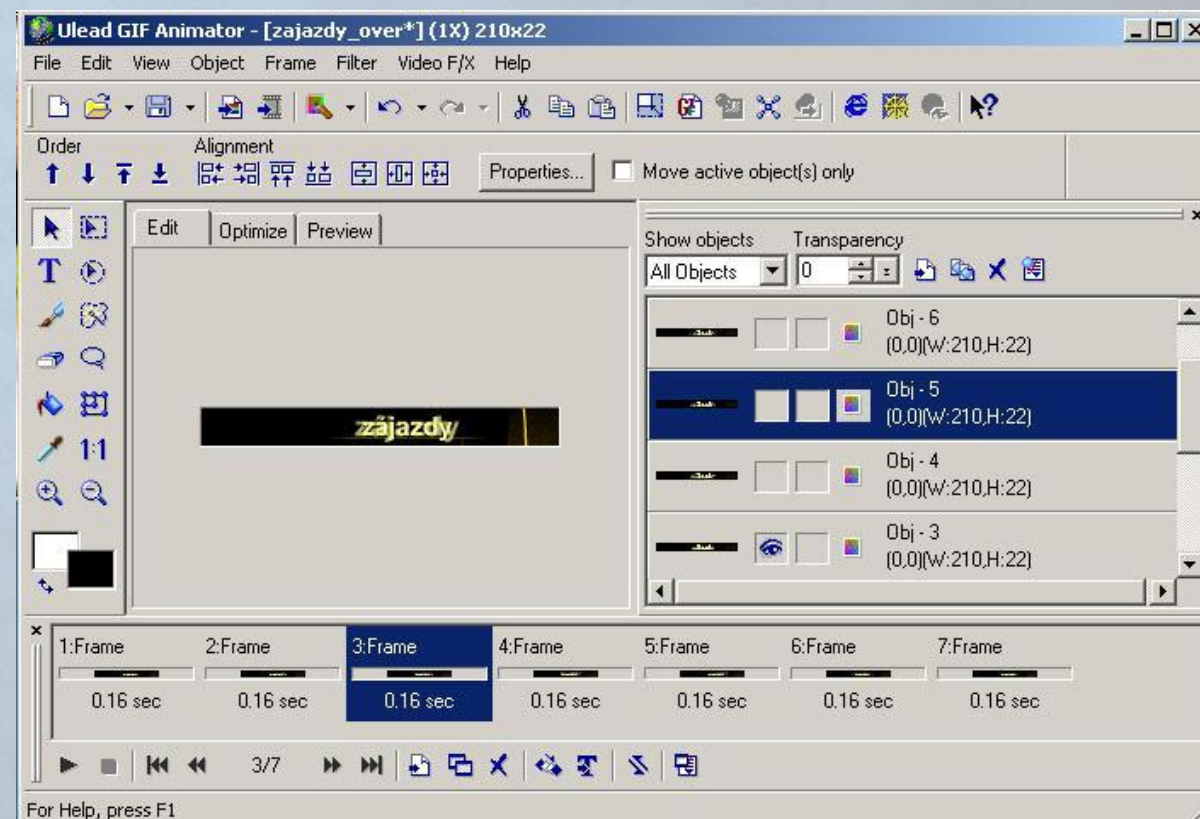 Ulead GIF Animator - [zajazdy_over*] (1X) 210x22
File Edit View Object Frame Filter Video F/X Help
Order Alignment
Properties... Move active object(s) only
Edit Optimize Preview
T
1:1
zájazdy
Show objects Transparency
All Objects 0
Obj - 6
(0,0)(W:210,H:22)
Obj - 5
(0,0)(W:210,H:22)
Obj - 4
(0,0)(W:210,H:22)
Obj - 3
(0,0)(W:210,H:22)
1:Frame 2:Frame 3:Frame 4:Frame 5:Frame 6:Frame 7:Frame
0.16 sec 0.16 sec 0.16 sec 0.16 sec 0.16 sec 0.16 sec 0.16 sec
3/7
For Help, press F1